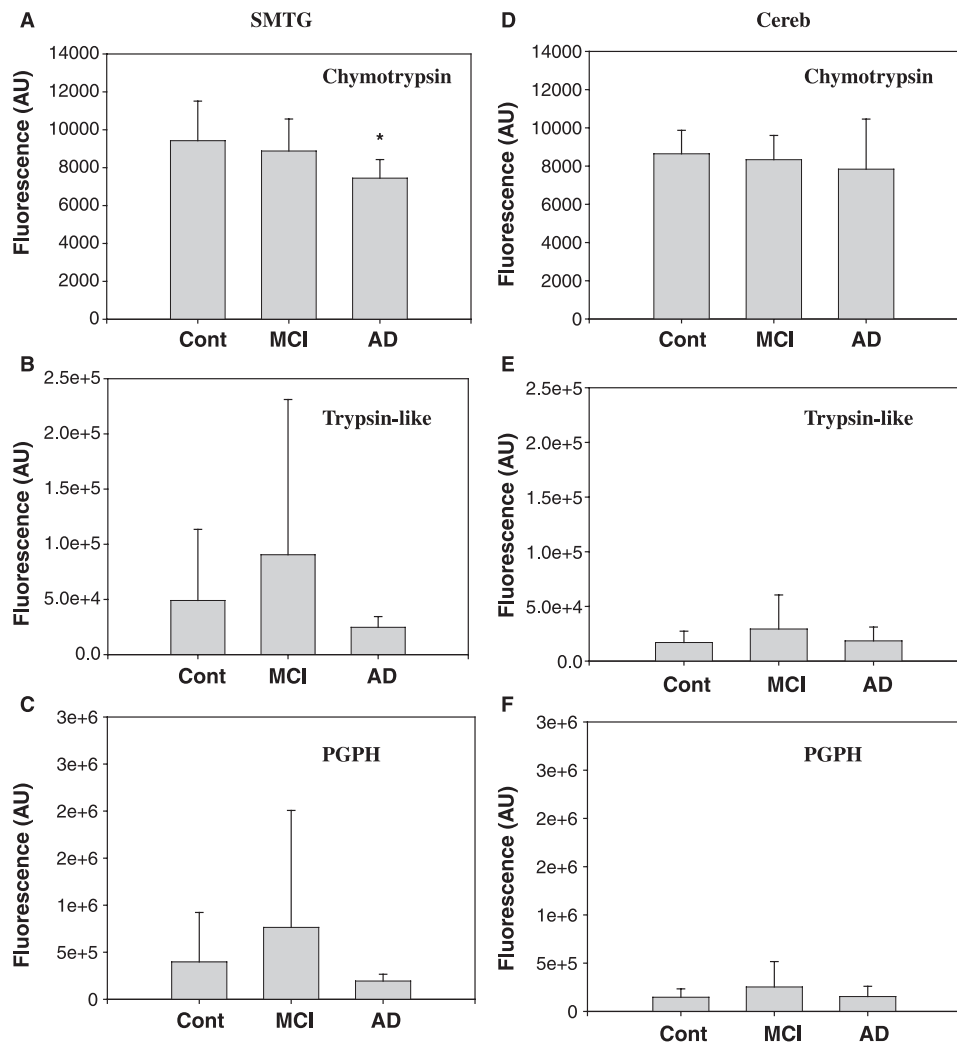 A
SMTG
Fluorescence (AU)
14000
12000
10000
8000
6000
4000
2000
0
Chymotrypsin
*
Cont MCI AD
B
Fluorescence (AU)
2.5e+5
2.0e+5
1.5e+5
1.0e+5
5.0e+4
0.0
Trypsin-like
Cont MCI AD
C
Fluorescence (AU)
3e+6
3e+6
2e+6
2e+6
1e+6
5e+5
0
PGPH
Cont MCI AD
D
Cereb
Fluorescence (AU)
14000
12000
10000
8000
6000
4000
2000
0
Chymotrypsin
Cont MCI AD
E
Fluorescence (AU)
2.5e+5
2.0e+5
1.5e+5
1.0e+5
5.0e+4
0.0
Trypsin-like
Cont MCI AD
F
Fluorescence (AU)
3e+6
3e+6
2e+6
2e+6
1e+6
5e+5
0
PGPH
Cont MCI AD